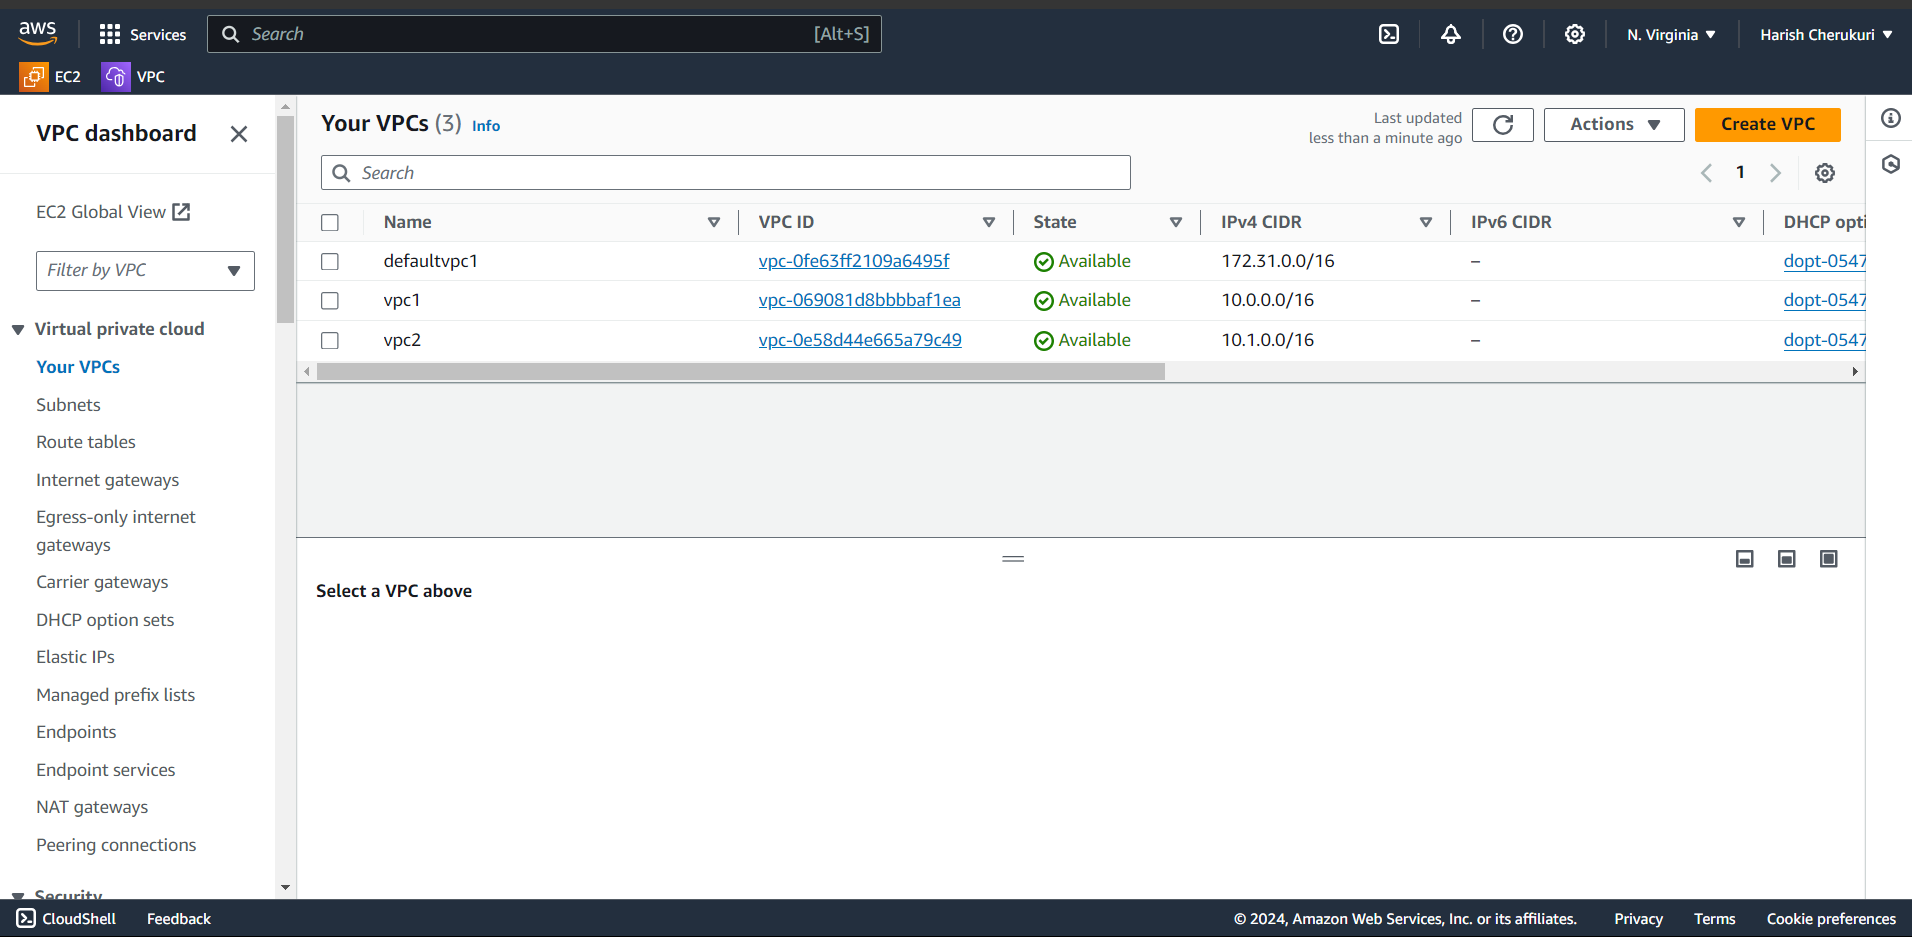 aws
Services
Search
[Alt+S]
N. Virginia
Harish Cherukuri
EC2
VPC
VPC dashboard
EC2 Global View
Filter by VPC
Virtual private cloud
Your VPCs
Subnets
Route tables
Internet gateways
Egress-only internet
gateways
Carrier gateways
DHCP option sets
Elastic IPs
Managed prefix lists
Endpoints
Endpoint services
NAT gateways
Peering connections
Security
Your VPCs (3) Info
Last updated
less than a minute ago
Actions
Create VPC
Search
1
Name VPC ID State IPv4 CIDR IPv6 CIDR DHCP opti
defaultvpc1 vpc-0fe63ff2109a6495f Available 172.31.0.0/16 – dopt-0547
vpc1 vpc-069081d8bbbbaf1ea Available 10.0.0.0/16 – dopt-0547
vpc2 vpc-0e58d44e665a79c49 Available 10.1.0.0/16 – dopt-0547
Select a VPC above
CloudShell Feedback © 2024, Amazon Web Services, Inc. or its affiliates. Privacy Terms Cookie preferences